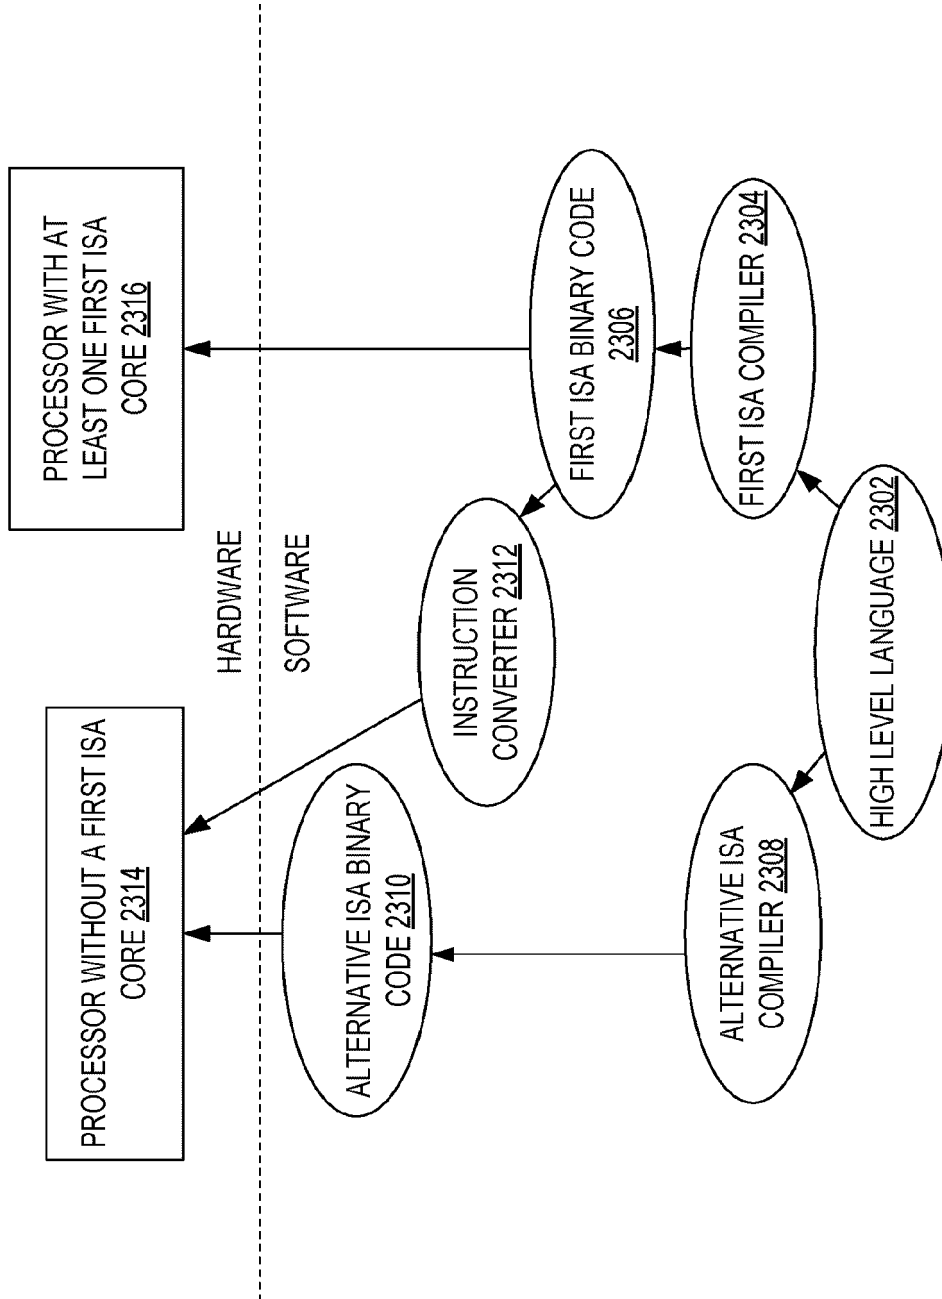 PROCESSOR WITHOUT A FIRST ISA
CORE 2314
PROCESSOR WITH AT
LEAST ONE FIRST ISA
CORE 2316
HARDWARE
SOFTWARE
ALTERNATIVE ISA BINARY
CODE 2310
INSTRUCTION
CONVERTER 2312
FIRST ISA BINARY CODE
2306
ALTERNATIVE ISA
COMPILER 2308
FIRST ISA COMPILER 2304
HIGH LEVEL LANGUAGE 2302